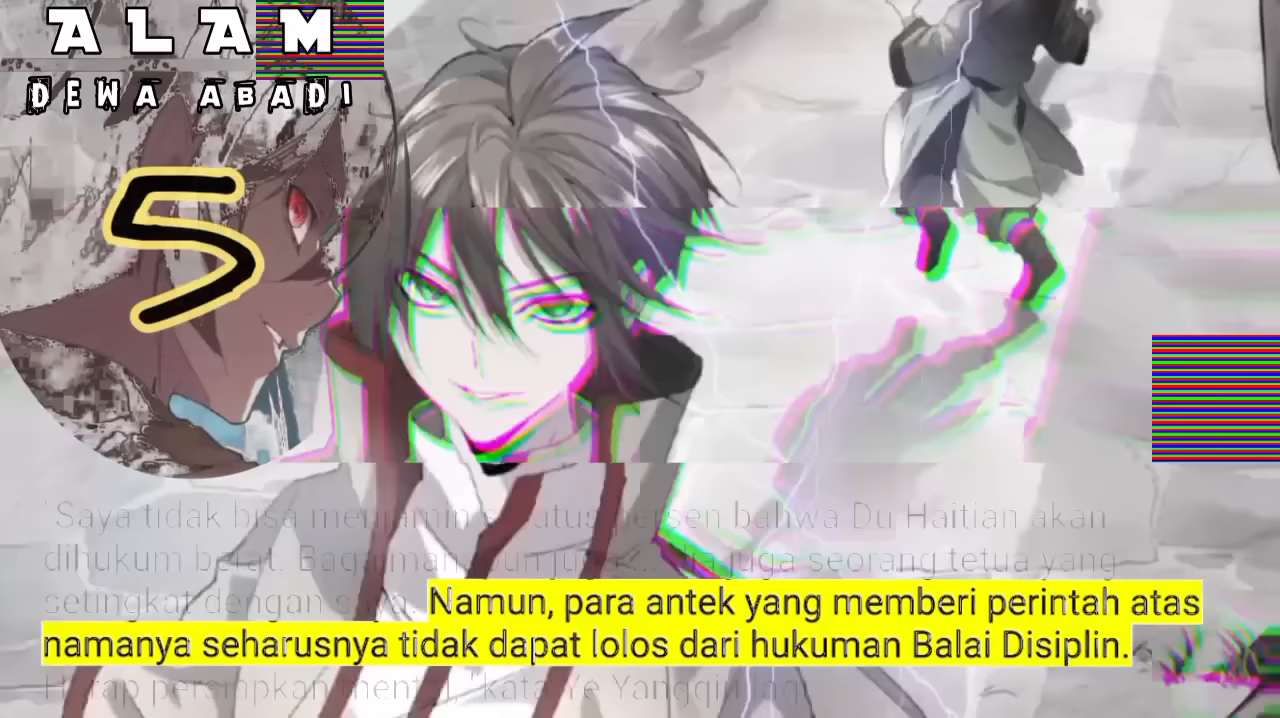 ALAM
DEWA ABADI
5
"Saya tidak bisa menjamin seratus persen bahwa Du Haitian akan
dihukum berat. Bagaimanapun juga... dia juga seorang tetua yang
setingkat dengan saya. Namun, para antek yang memberi perintah atas
namanya seharusnya tidak dapat lolos dari hukuman Balai Disiplin.
Harap persiapkan mental, "kata Ye Yangqiu lagi.